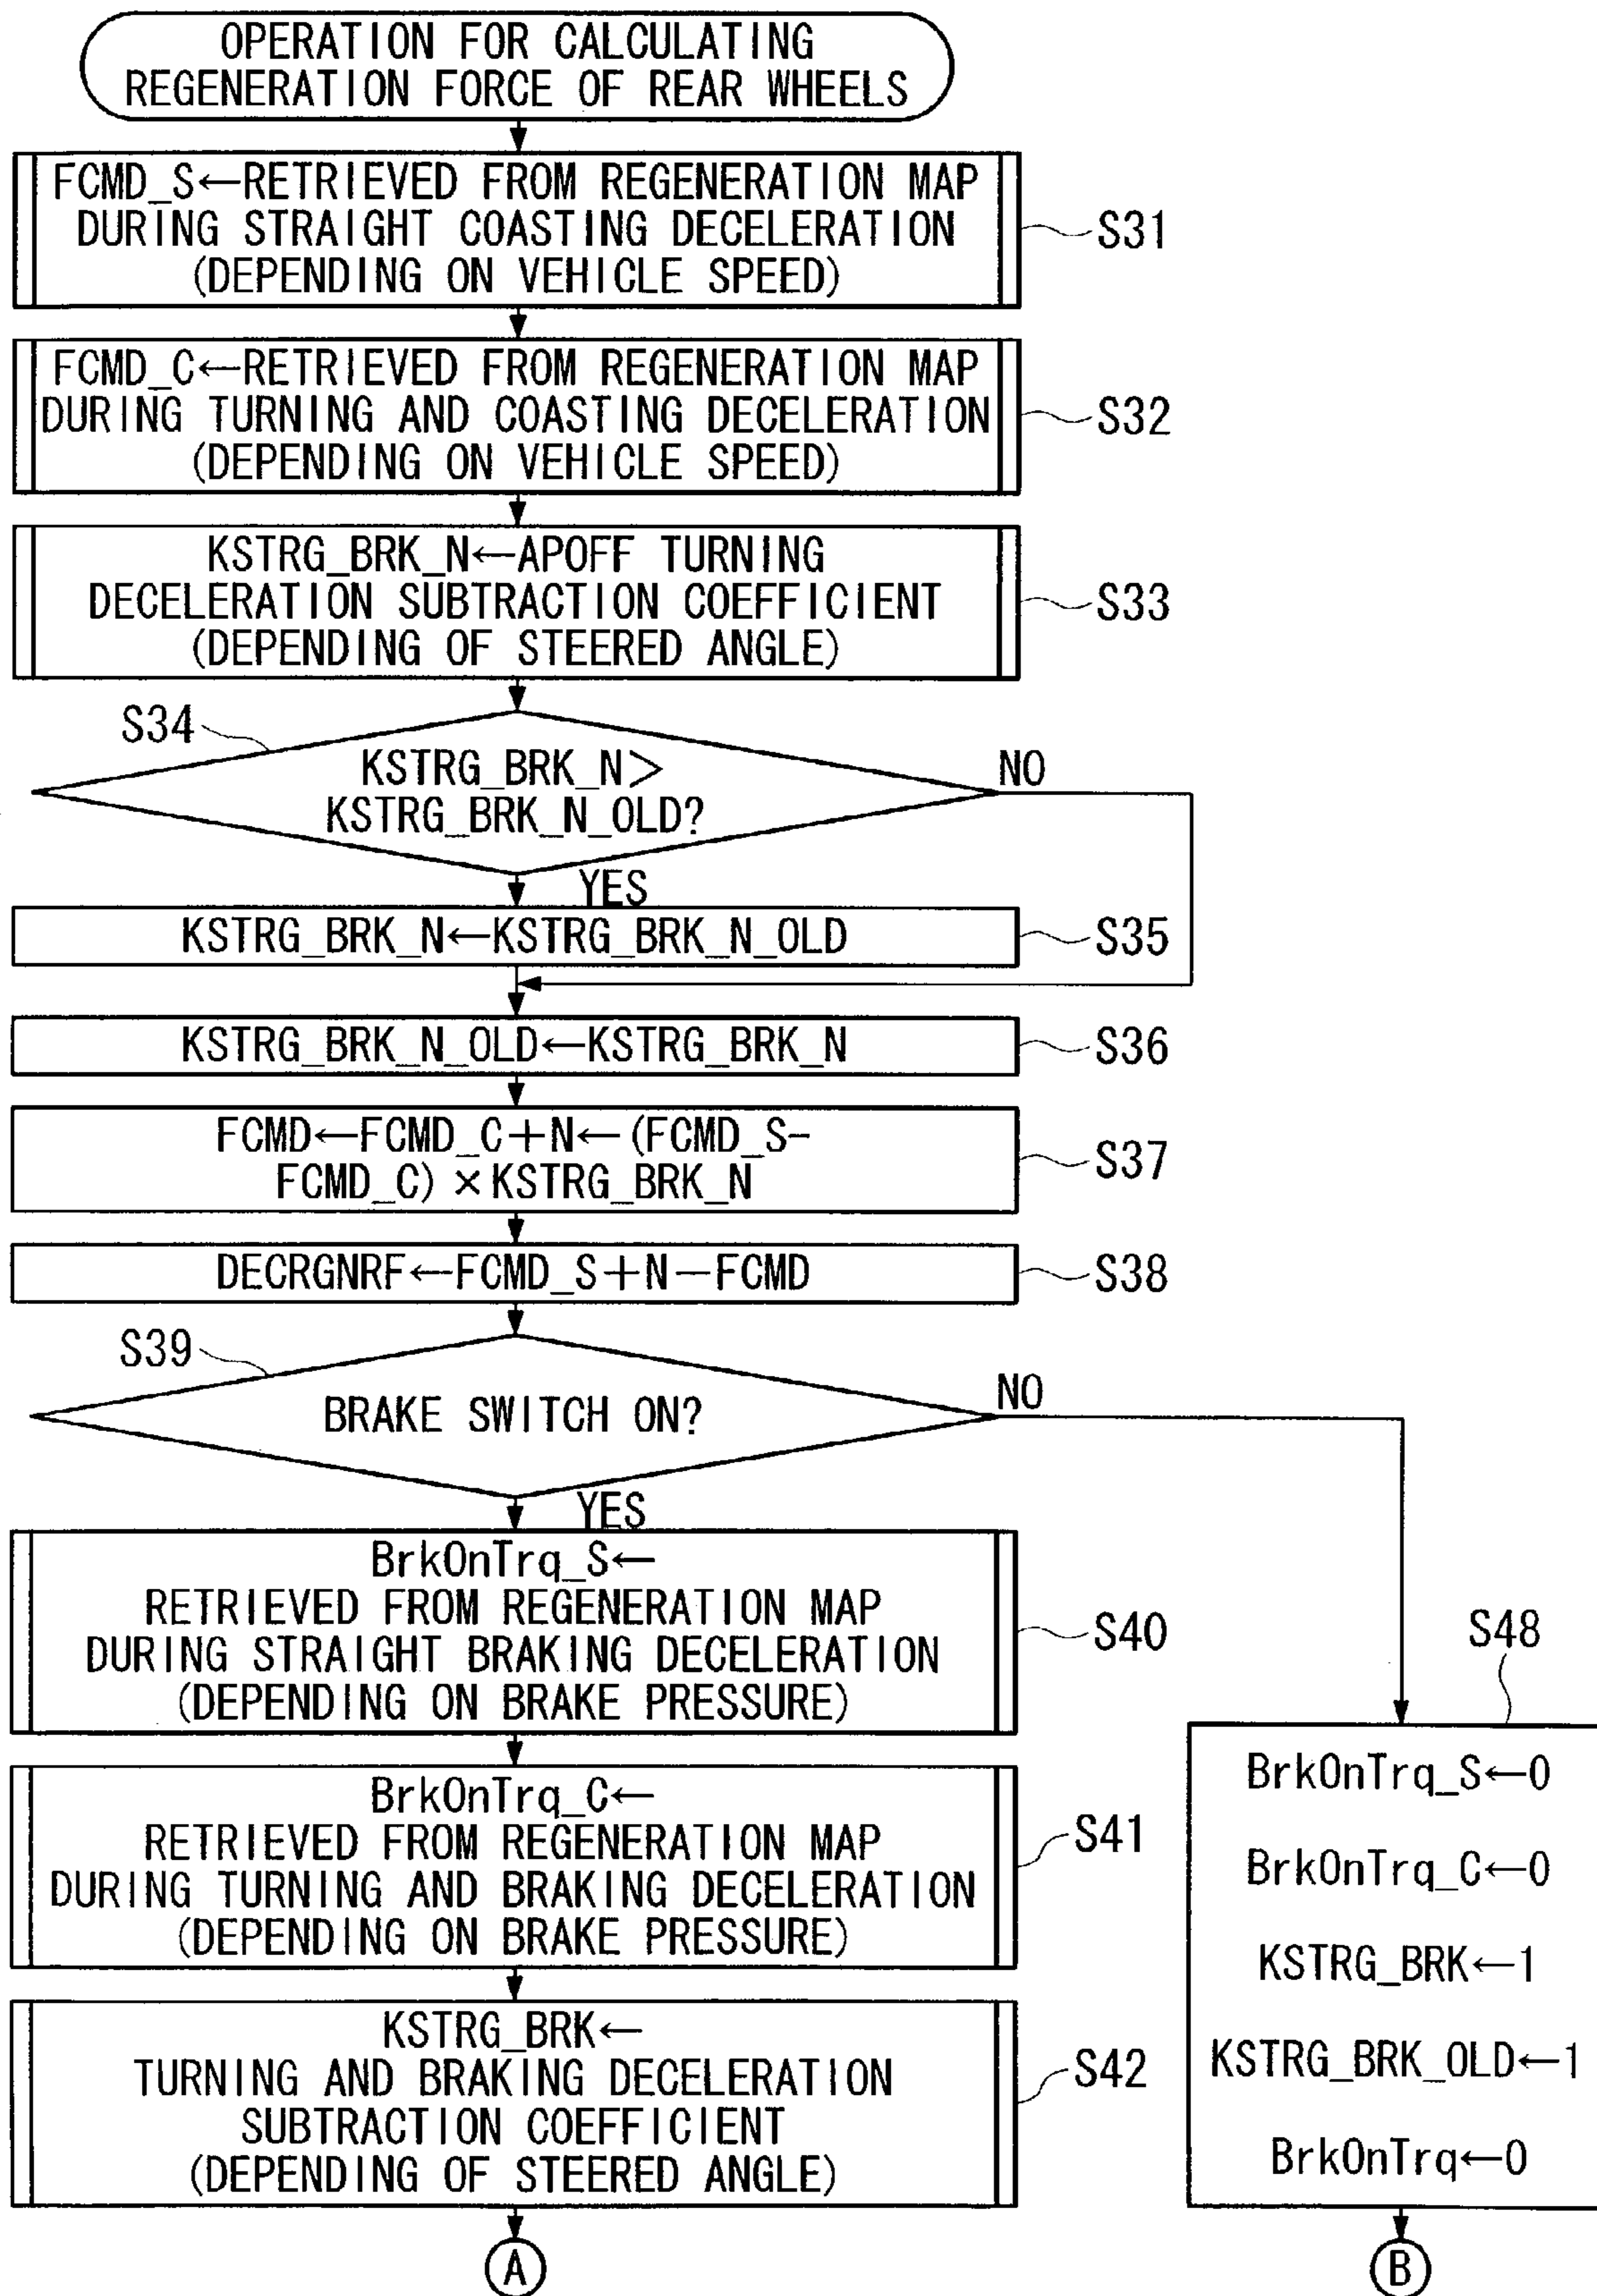 OPERATION FOR CALCULATING
REGENERATION FORCE OF REAR WHEELS
FCMD_S←RETRIEVED FROM REGENERATION MAP
DURING STRAIGHT COASTING DECELERATION
(DEPENDING ON VEHICLE SPEED)
S31
FCMD_C←RETRIEVED FROM REGENERATION MAP
DURING TURNING AND COASTING DECELERATION
(DEPENDING ON VEHICLE SPEED)
S32
KSTRG_BRK_N←APOFF TURNING
DECELERATION SUBTRACTION COEFFICIENT
(DEPENDING OF STEERED ANGLE)
S33
S34
KSTRG_BRK_N>
KSTRG_BRK_N_OLD?
NO
YES
KSTRG_BRK_N←KSTRG_BRK_N_OLD
S35
KSTRG_BRK_N_OLD←KSTRG_BRK_N
S36
FCMD←FCMD_C+N←(FCMD_S-
FCMD_C)×KSTRG_BRK_N
S37
DECRGNRF←FCMD_S+N−FCMD
S38
S39
BRAKE SWITCH ON?
NO
YES
BrkOnTrq_S←
RETRIEVED FROM REGENERATION MAP
DURING STRAIGHT BRAKING DECELERATION
(DEPENDING ON BRAKE PRESSURE)
S40
BrkOnTrq_C←
RETRIEVED FROM REGENERATION MAP
DURING TURNING AND BRAKING DECELERATION
(DEPENDING ON BRAKE PRESSURE)
S41
KSTRG_BRK←
TURNING AND BRAKING DECELERATION
SUBTRACTION COEFFICIENT
(DEPENDING OF STEERED ANGLE)
S42
A
S48
BrkOnTrq_S←0
BrkOnTrq_C←0
KSTRG_BRK←1
KSTRG_BRK_OLD←1
BrkOnTrq←0
B